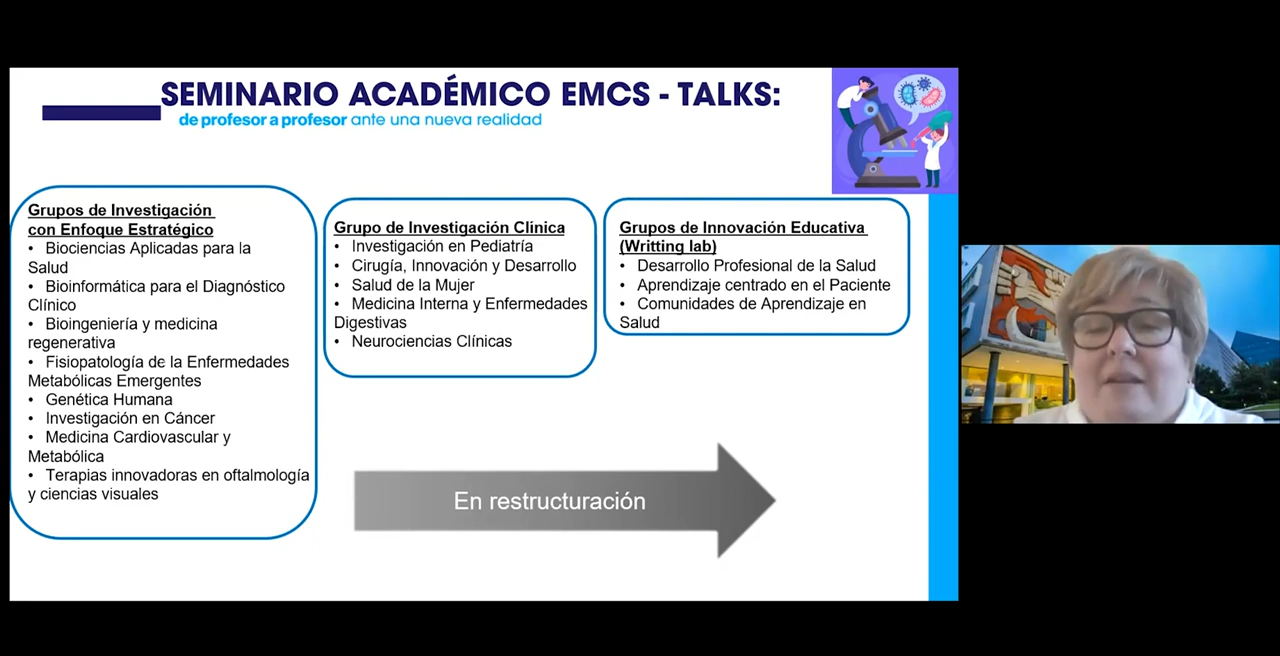 SEMINARIO ACADÉMICO EMCS - TALKS:
de profesor a profesor ante una nueva realidad
Grupos de Investigación
con Enfoque Estratégico
• Biociencias Aplicadas para la
Salud
• Bioinformática para el Diagnóstico
Clínico
• Bioingeniería y medicina
regenerativa
• Fisiopatología de la Enfermedades
Metabólicas Emergentes
• Genética Humana
• Investigación en Cáncer
• Medicina Cardiovascular y
Metabólica
• Terapias innovadoras en oftalmología
y ciencias visuales
Grupo de Investigación Clínica
• Investigación en Pediatría
• Cirugía, Innovación y Desarrollo
• Salud de la Mujer
• Medicina Interna y Enfermedades
Digestivas
• Neurociencias Clínicas
Grupos de Innovación Educativa
(Writting lab)
• Desarrollo Profesional de la Salud
• Aprendizaje centrado en el Paciente
• Comunidades de Aprendizaje en
Salud
En restructuración